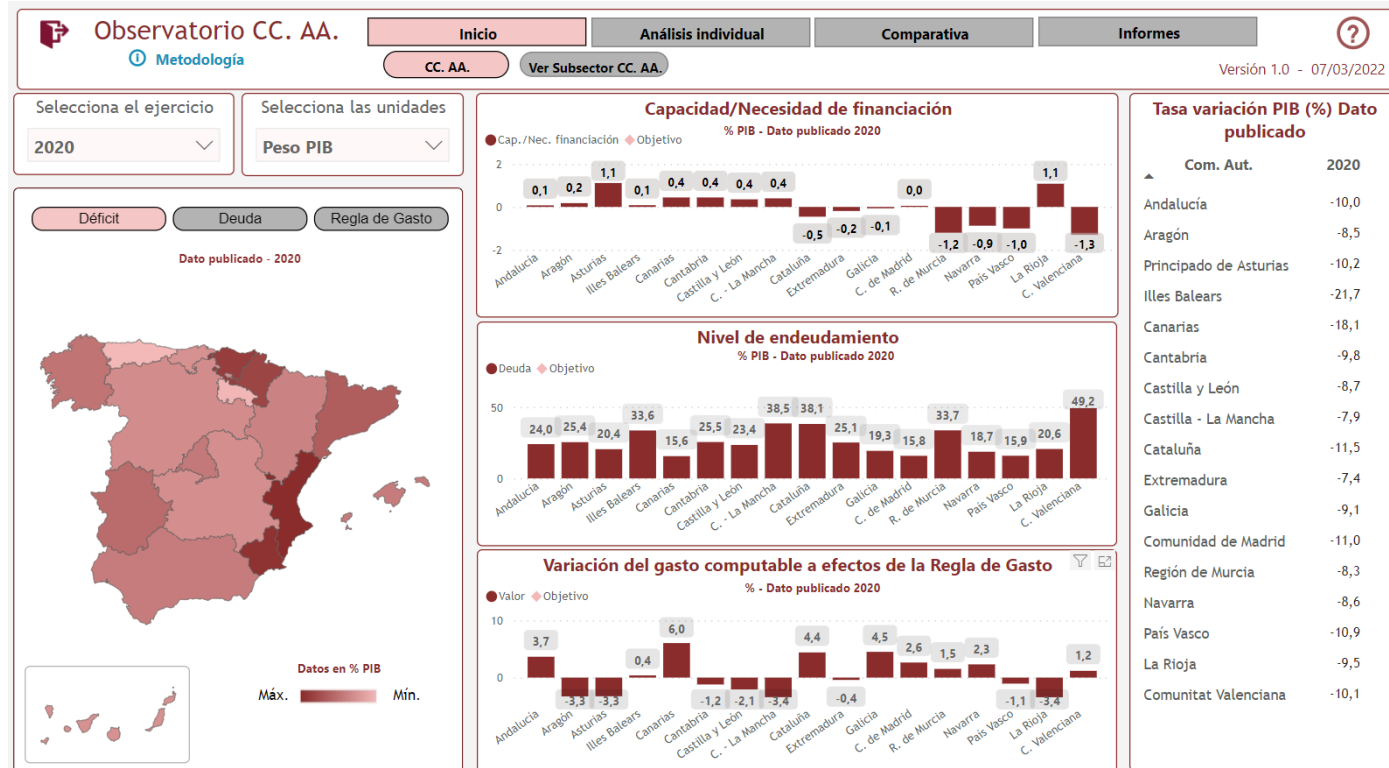 Observatorio CC. AA.
Metodología
Inicio
Análisis individual
Comparativa
Informes
CC. AA.
Ver Subsector CC. AA.
Versión 1.0 - 07/03/2022
Selecciona el ejercicio
2020
Selecciona las unidades
Peso PIB
Déficit
Deuda
Regla de Gasto
Dato publicado - 2020
Datos en % PIB
Máx.
Mín.
Capacidad/Necesidad de financiación
% PIB - Dato publicado 2020
Cap./Nec. financiación
Objetivo
2
0
-2
0,1
0,2
1,1
0,1
0,4
0,4
0,4
0,4
-0,5
-0,2
-0,1
0,0
-1,2
-0,9
-1,0
1,1
-1,3
Andalucía
Aragón
Asturias
Illes Balears
Canarias
Cantabria
Castilla y León
C. - La Mancha
Cataluña
Extremadura
Galicia
C. de Madrid
R. de Murcia
Navarra
País Vasco
La Rioja
C. Valenciana
Nivel de endeudamiento
% PIB - Dato publicado 2020
Deuda
Objetivo
50
0
24,0
25,4
20,4
33,6
15,6
25,5
23,4
38,5
38,1
25,1
19,3
15,8
33,7
18,7
15,9
20,6
49,2
Andalucía
Aragón
Asturias
Illes Balears
Canarias
Cantabria
Castilla y León
C. - La Mancha
Cataluña
Extremadura
Galicia
C. de Madrid
R. de Murcia
Navarra
País Vasco
La Rioja
C. Valenciana
Variación del gasto computable a efectos de la Regla de Gasto
% - Dato publicado 2020
Valor
Objetivo
10
0
3,7
-3,3
-3,3
0,4
6,0
-1,2
-2,1
-3,4
4,4
-0,4
4,5
2,6
1,5
2,3
-1,1
-3,4
1,2
Andalucía
Aragón
Asturias
Illes Balears
Canarias
Cantabria
Castilla y León
C. - La Mancha
Cataluña
Extremadura
Galicia
C. de Madrid
R. de Murcia
Navarra
País Vasco
La Rioja
C. Valenciana
Tasa variación PIB (%) Dato
publicado
Com. Aut. 2020
Andalucía -10,0
Aragón -8,5
Principado de Asturias -10,2
Illes Balears -21,7
Canarias -18,1
Cantabria -9,8
Castilla y León -8,7
Castilla - La Mancha -7,9
Cataluña -11,5
Extremadura -7,4
Galicia -9,1
Comunidad de Madrid -11,0
Región de Murcia -8,3
Navarra -8,6
País Vasco -10,9
La Rioja -9,5
Comunitat Valenciana -10,1